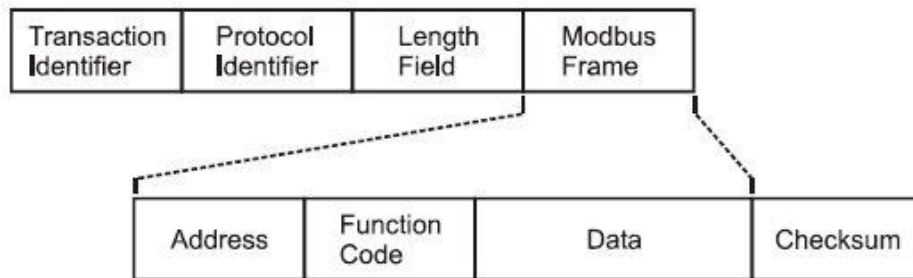 Transaction
Identifier
Protocol
Identifier
Length
Field
Modbus
Frame
Address
Function
Code
Data
Checksum